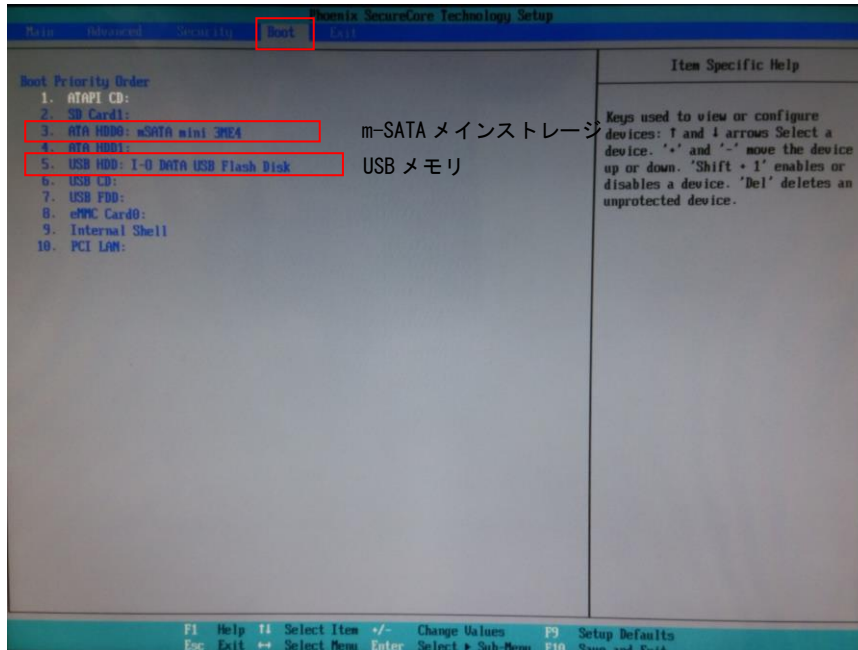 Phoenix SecureCore Technology Setup
Main Advanced Security Boot Exit
Item Specific Help
Boot Priority Order
1. ATAPI CD:
2. SD Card1:
3. ATA HDD0: mSATA mini 3ME4
m-SATA メインストレージ
4. ATA HDD1:
5. USB HDD: I-O DATA USB Flash Disk
USB メモリ
6. USB CD:
7. USB FDD:
8. eMMC Card0:
9. Internal Shell
10. PCI LAN:
Keys used to view or configure
devices: ↑ and ↓ arrows Select a
device. '+' and '-' move the device
up or down. 'Shift + 1' enables or
disables a device. 'Del' deletes an
unprotected device.
F1 Help ↑↓ Select Item +/- Change Values F9 Setup Defaults
Esc Exit ↔ Select Menu Enter Select ▶ Sub-Menu F10 Save and Exit